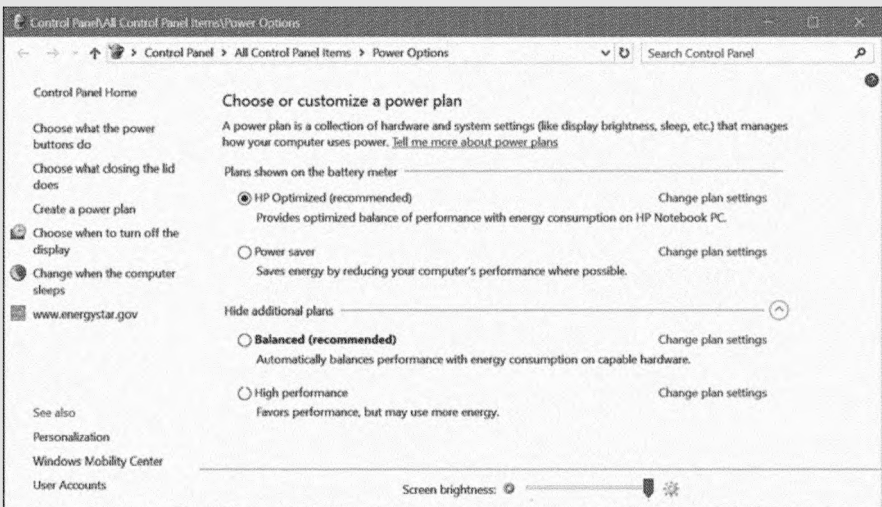 Control Panel\All Control Panel Items\Power Options
Control Panel > All Control Panel Items > Power Options
Search Control Panel
Control Panel Home
Choose what the power
buttons do
Choose what closing the lid
does
Create a power plan
Choose when to turn off the
display
Change when the computer
sleeps
www.energystar.gov
See also
Personalization
Windows Mobility Center
User Accounts
Choose or customize a power plan
A power plan is a collection of hardware and system settings (like display brightness, sleep, etc.) that manages
how your computer uses power. Tell me more about power plans
Plans shown on the battery meter
HP Optimized (recommended) Change plan settings
Provides optimized balance of performance with energy consumption on HP Notebook PC.
Power saver Change plan settings
Saves energy by reducing your computer's performance where possible.
Hide additional plans
Balanced (recommended) Change plan settings
Automatically balances performance with energy consumption on capable hardware.
High performance Change plan settings
Favors performance, but may use more energy.
Screen brightness: